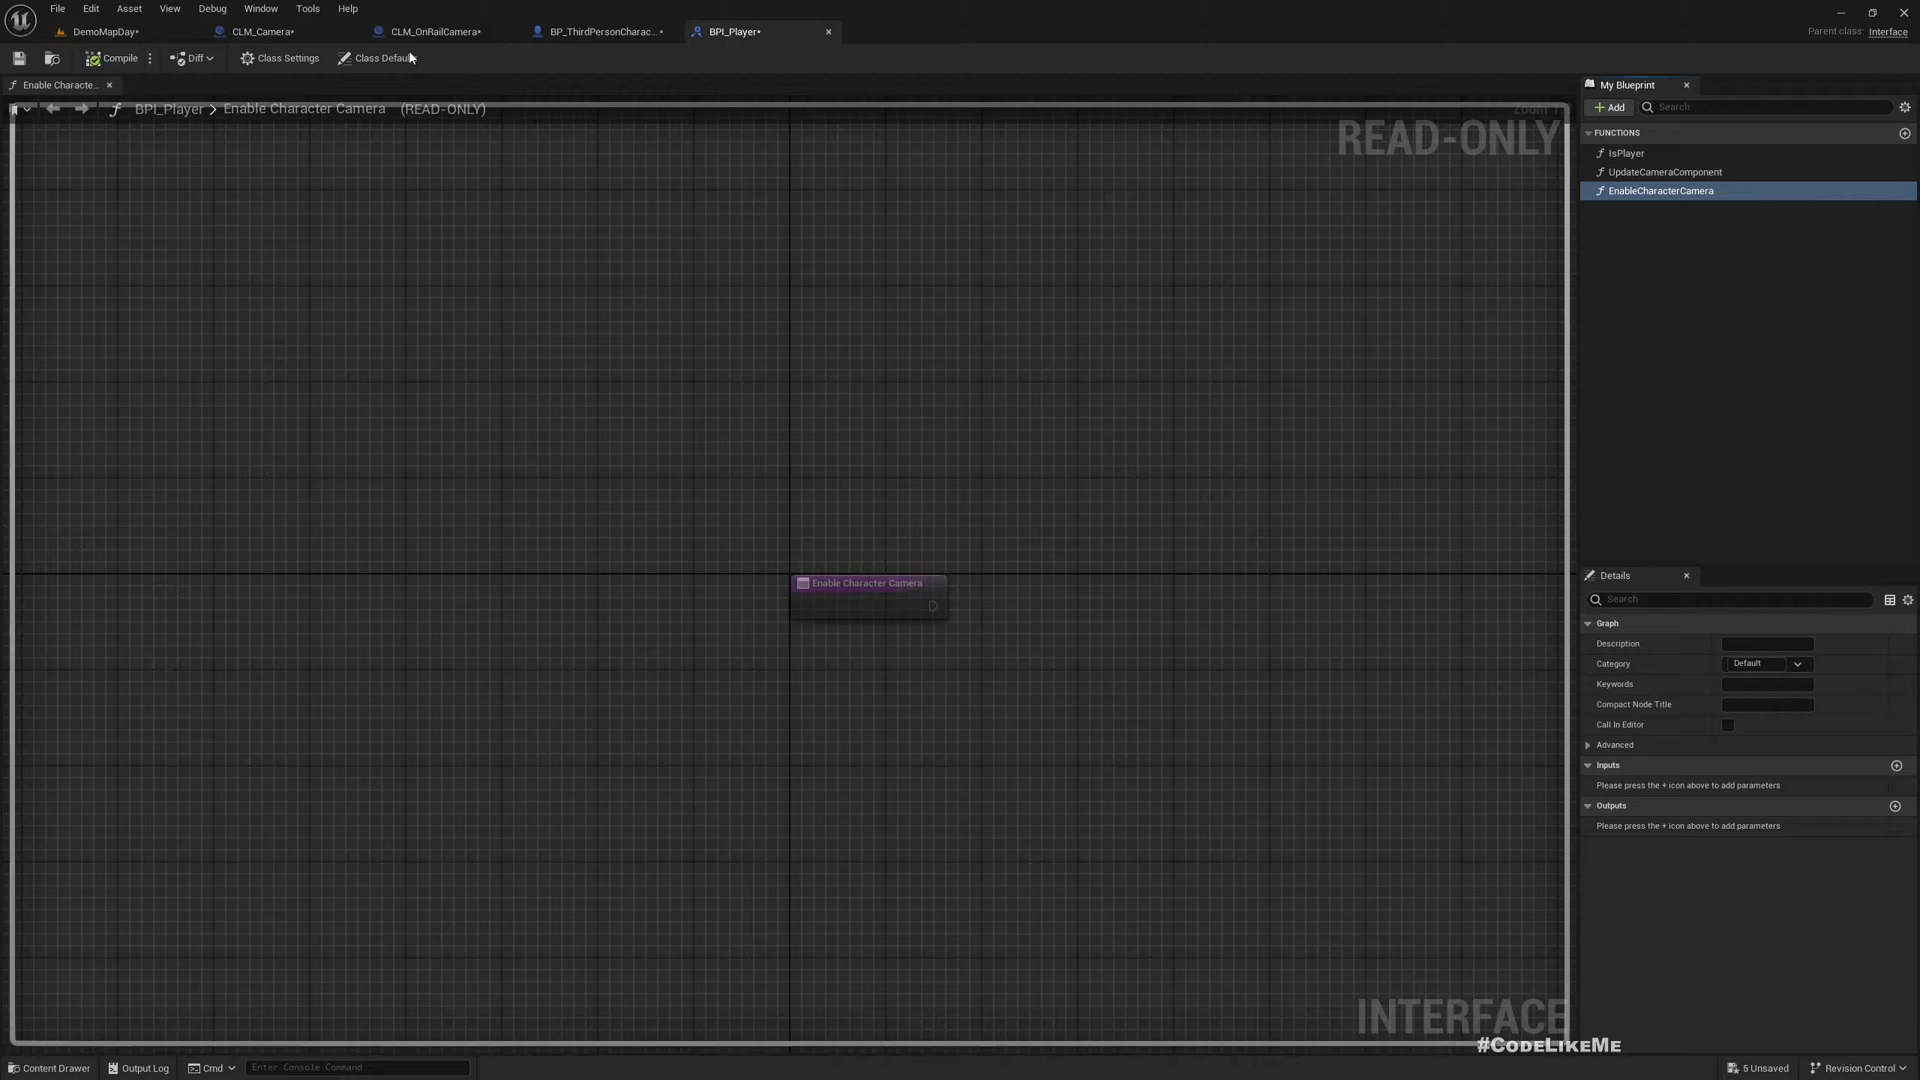 File Edit Asset View Debug Window Tools Help
DemoMapDay* CLM_Camera* CLM_OnRailCamera* BP_ThirdPersonCharac...* BPI_Player*
Parent class: Interface
Compile Diff Class Settings Class Defaul
Enable Characte...
My Blueprint
BPI_Player > Enable Character Camera (READ-ONLY)
Add Search
READ-ONLY
FUNCTIONS
IsPlayer
UpdateCameraComponent
EnableCharacterCamera
Enable Character Camera
Details
Search
Graph
Description
Category Default
Keywords
Compact Node Title
Call In Editor
Advanced
Inputs
Please press the + icon above to add parameters
Outputs
Please press the + icon above to add parameters
INTERFACE
#CodeLikeMe
Content Drawer Output Log Cmd Enter Console Command 5 Unsaved Revision Control